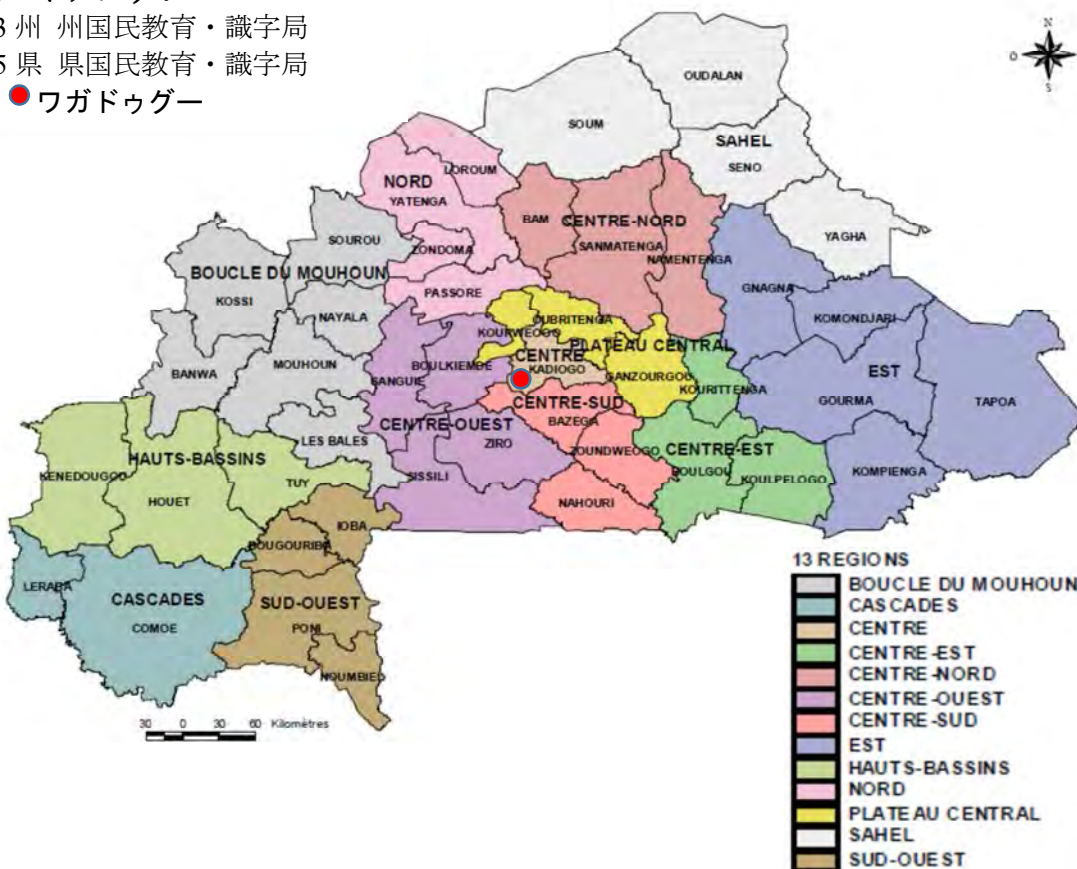 3 州 州国民教育・識字局
5 県 県国民教育・識字局
ワガドゥグー
N
O
S
OUDALAN
SOUM
SAHEL
SENO
LOROUM
NORD
YATENGA
BAM
CENTRE-NORD
SANMATENGA
YAGHA
SOUROU
ZONDOMA
NAMENTENGA
BOUCLE DU MOUHOUN
KOSSI
PASSORE
GNAGNA
NAYALA
OUBRITENGA
KOMONDJARI
KOURWEOGO
PLATEAU CENTRAL
MOUHOUN
BOULKIEMDE
CENTRE
KADIOGO
BANWA
SANGUIE
GANZOURGOU
KOURITTENGA
EST
GOURMA
TAPOA
CENTRE-SUD
BAZEGA
CENTRE-OUEST
LES BALES
ZIRO
ZOUNDWEOGO
CENTRE-EST
HAUTS-BASSINS
KENEDOUGOU
SISSILI
BOULGOU
KOULPELOGO
KOMPIENGA
TUY
HOUET
NAHOURI
IOBA
BOUGOURIBA
LERABA
CASCADES
COMOE
SUD-OUEST
PONI
NOUMBIED
30 0 30 60 Kilomètres
13 REGIONS
BOUCLE DU MOUHOUN
CASCADES
CENTRE
CENTRE-EST
CENTRE-NORD
CENTRE-OUEST
CENTRE-SUD
EST
HAUTS-BASSINS
NORD
PLATEAU CENTRAL
SAHEL
SUD-OUEST